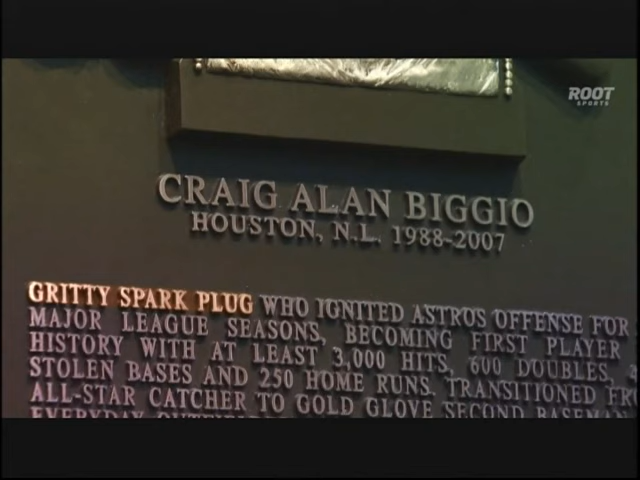 ROOT
SPORTS
CRAIG ALAN BIGGIO
HOUSTON, N.L. 1988-2007
GRITTY SPARK PLUG WHO IGNITED ASTROS OFFENSE FOR
MAJOR LEAGUE SEASONS, BECOMING FIRST PLAYER
HISTORY WITH AT LEAST 3,000 HITS, 600 DOUBLES,
STOLEN BASES AND 250 HOME RUNS. TRANSITIONED
ALL-STAR CATCHER TO GOLD GLOVE SECOND BASEMAN
EVERYDAY